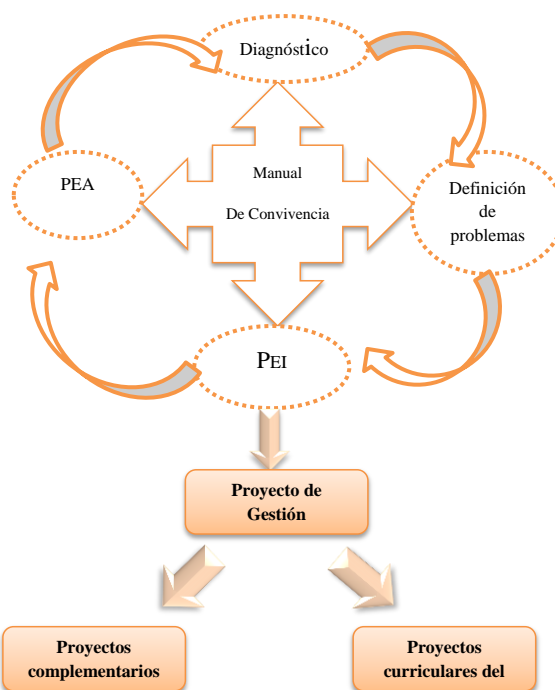 Diagnóstico
PEA
Manual
De Convivencia
Definición
de
problemas
PEI
Proyecto de
Gestión
Proyectos
complementarios
Proyectos
curriculares del